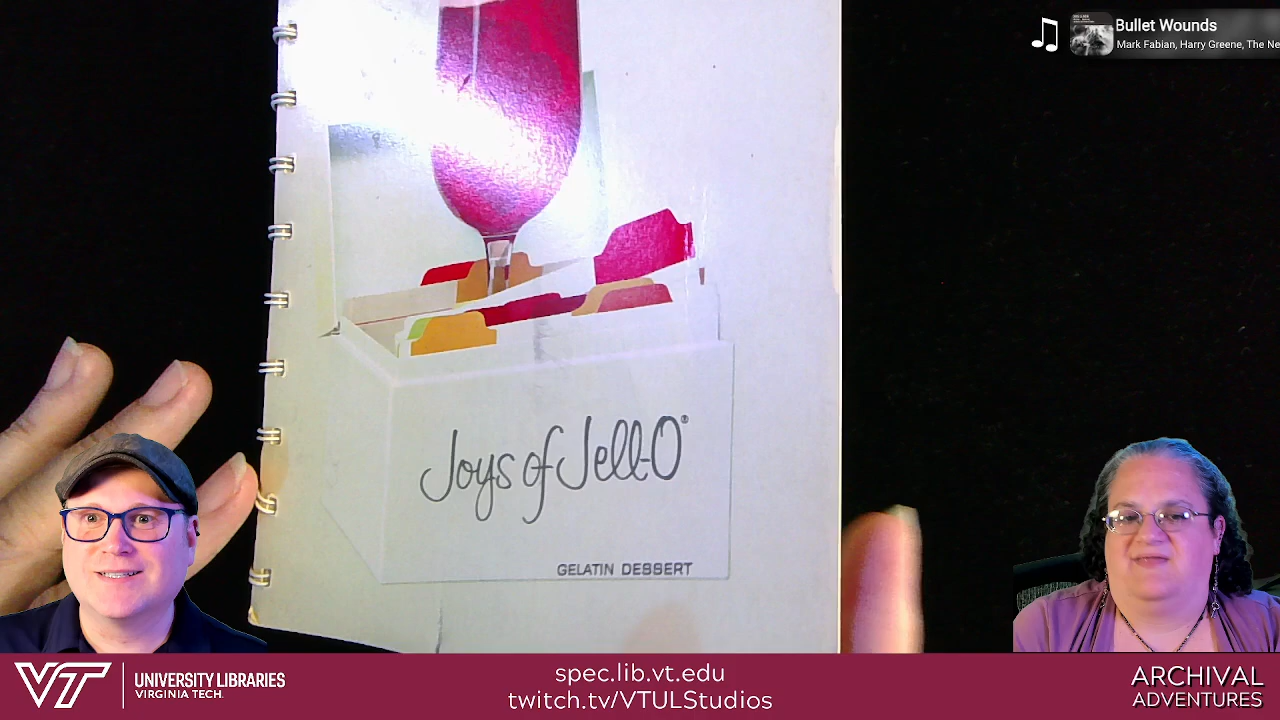 Bullet Wounds
Mark Fabian, Harry Greene, The Ne
Joys of Jell-O®
GELATIN DESSERT
VT
UNIVERSITY LIBRARIES
VIRGINIA TECH
spec.lib.vt.edu
twitch.tv/VTULStudios
ARCHIVAL
ADVENTURES